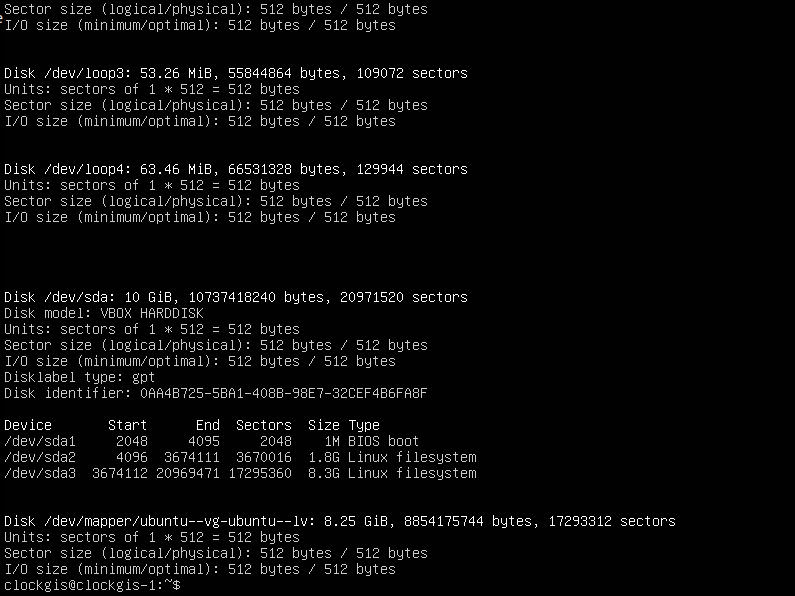 Sector size (logical/physical): 512 bytes / 512 bytes
I/O size (minimum/optimal): 512 bytes / 512 bytes
Disk /dev/loop3: 53.26 MiB, 55844864 bytes, 109072 sectors
Units: sectors of 1 * 512 = 512 bytes
Sector size (logical/physical): 512 bytes / 512 bytes
I/O size (minimum/optimal): 512 bytes / 512 bytes
Disk /dev/loop4: 63.46 MiB, 66531328 bytes, 129944 sectors
Units: sectors of 1 * 512 = 512 bytes
Sector size (logical/physical): 512 bytes / 512 bytes
I/O size (minimum/optimal): 512 bytes / 512 bytes
Disk /dev/sda: 10 GiB, 10737418240 bytes, 20971520 sectors
Disk model: VBOX HARDDISK
Units: sectors of 1 * 512 = 512 bytes
Sector size (logical/physical): 512 bytes / 512 bytes
I/O size (minimum/optimal): 512 bytes / 512 bytes
Disklabel type: gpt
Disk identifier: 0AA4B725-5BA1-408B-98E7-32CEF4B6FA8F
Device       Start      End  Sectors  Size Type
/dev/sda1     2048     4095     2048    1M BIOS boot
/dev/sda2     4096  3674111  3670016  1.8G Linux filesystem
/dev/sda3  3674112 20969471 17295360  8.3G Linux filesystem
Disk /dev/mapper/ubuntu--vg-ubuntu--lv: 8.25 GiB, 8854175744 bytes, 17293312 sectors
Units: sectors of 1 * 512 = 512 bytes
Sector size (logical/physical): 512 bytes / 512 bytes
I/O size (minimum/optimal): 512 bytes / 512 bytes
clockgis@clockgis-1:~$